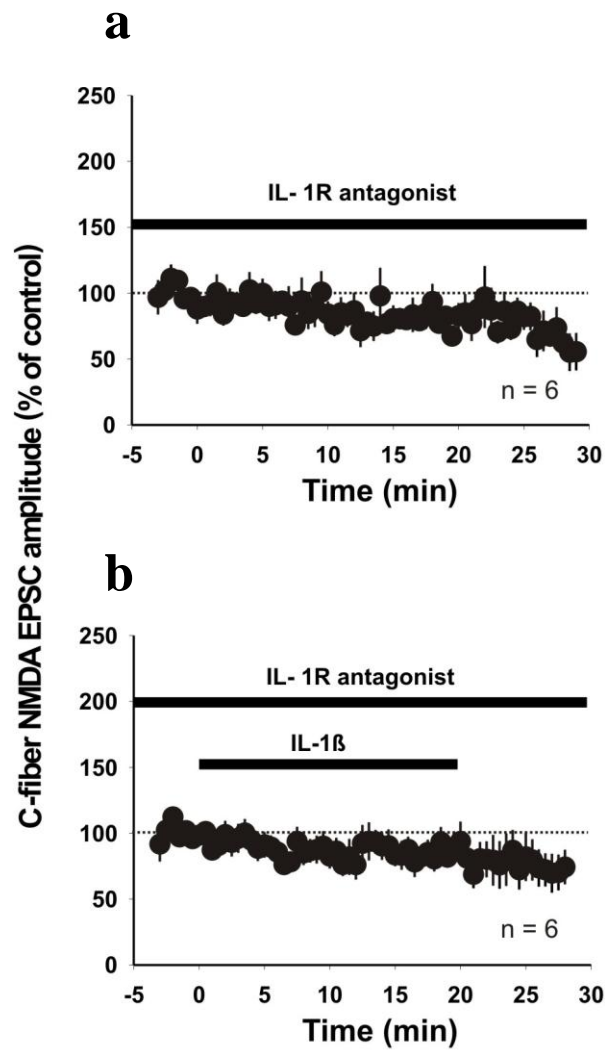 a
C-fiber NMDA EPSC amplitude (% of control)
250
200
IL- 1R antagonist
150
100
50
n = 6
0
-5 0 5 10 15 20 25 30
Time (min)
b
250
IL- 1R antagonist
200
IL-1ß
150
100
50
n = 6
0
-5 0 5 10 15 20 25 30
Time (min)